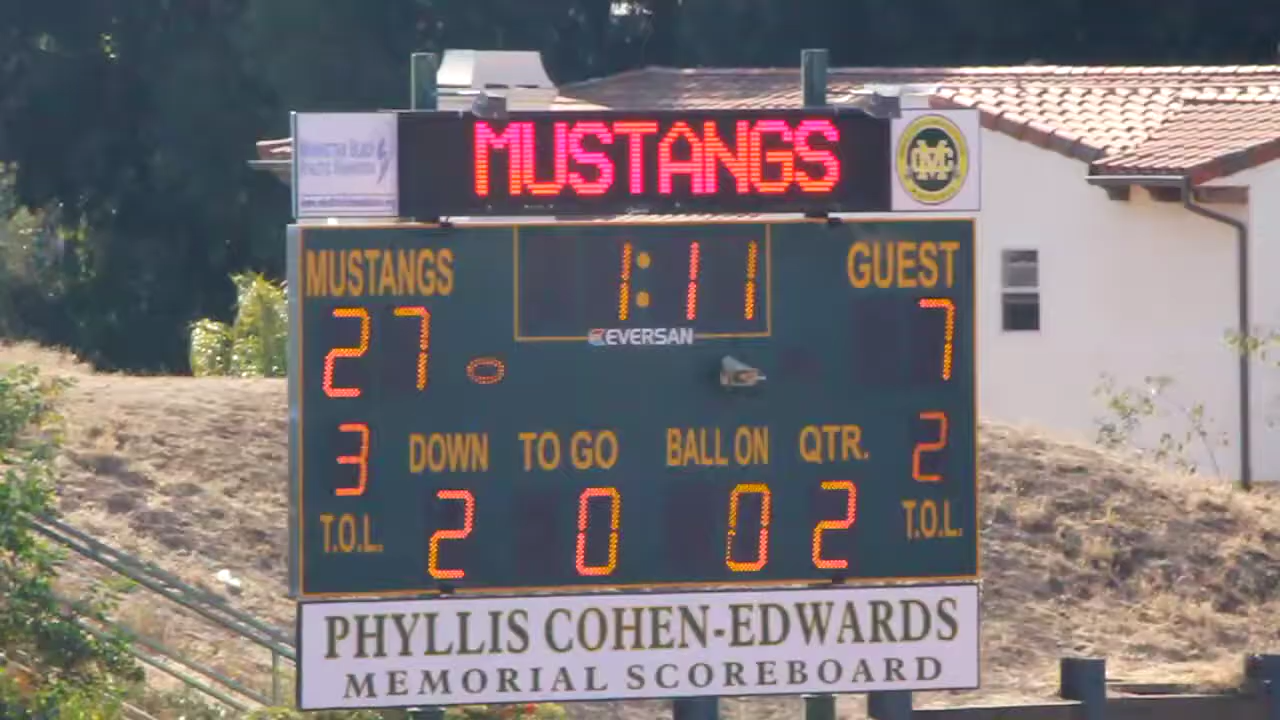 MUSTANGS
MC
MUSTANGS 1:11 GUEST
27 7
EVERSAN
3 DOWN TO GO BALL ON QTR. 2
T.O.L. 2 0 0 2 T.O.L.
PHYLLIS COHEN-EDWARDS
MEMORIAL SCOREBOARD